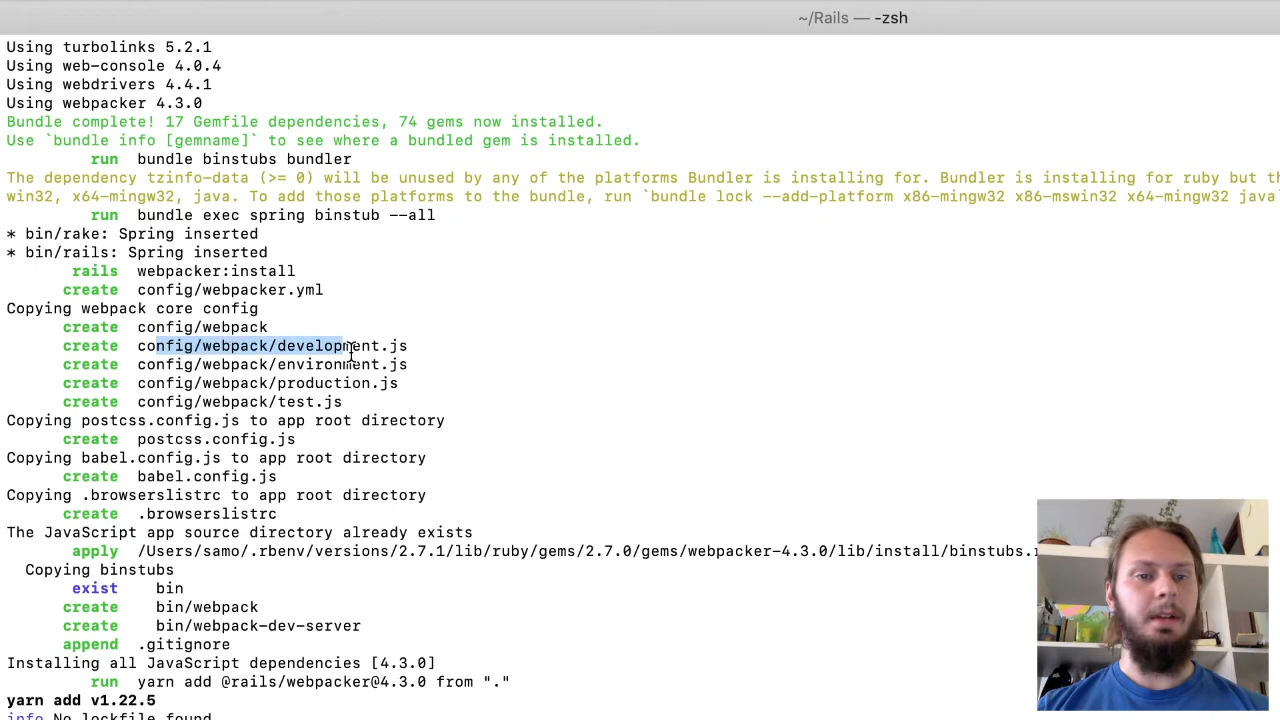 ~/Rails — -zsh
Using turbolinks 5.2.1
Using web-console 4.0.4
Using webdrivers 4.4.1
Using webpacker 4.3.0
Bundle complete! 17 Gemfile dependencies, 74 gems now installed.
Use `bundle info [gemname]` to see where a bundled gem is installed.
run bundle binstubs bundler
The dependency tzinfo-data (>= 0) will be unused by any of the platforms Bundler is installing for. Bundler is installing for ruby but th
win32, x64-mingw32, java. To add those platforms to the bundle, run `bundle lock --add-platform x86-mingw32 x86-mswin32 x64-mingw32 java`
run bundle exec spring binstub --all
* bin/rake: Spring inserted
* bin/rails: Spring inserted
rails webpacker:install
create config/webpacker.yml
Copying webpack core config
create config/webpack
create config/webpack/development.js
create config/webpack/environment.js
create config/webpack/production.js
create config/webpack/test.js
Copying postcss.config.js to app root directory
create postcss.config.js
Copying babel.config.js to app root directory
create babel.config.js
Copying .browserslistrc to app root directory
create .browserslistrc
The JavaScript app source directory already exists
apply /Users/samo/.rbenv/versions/2.7.1/lib/ruby/gems/2.7.0/gems/webpacker-4.3.0/lib/install/binstubs.r
Copying binstubs
exist bin
create bin/webpack
create bin/webpack-dev-server
append .gitignore
Installing all JavaScript dependencies [4.3.0]
run yarn add @rails/webpacker@4.3.0 from "."
yarn add v1.22.5
info No lockfile found